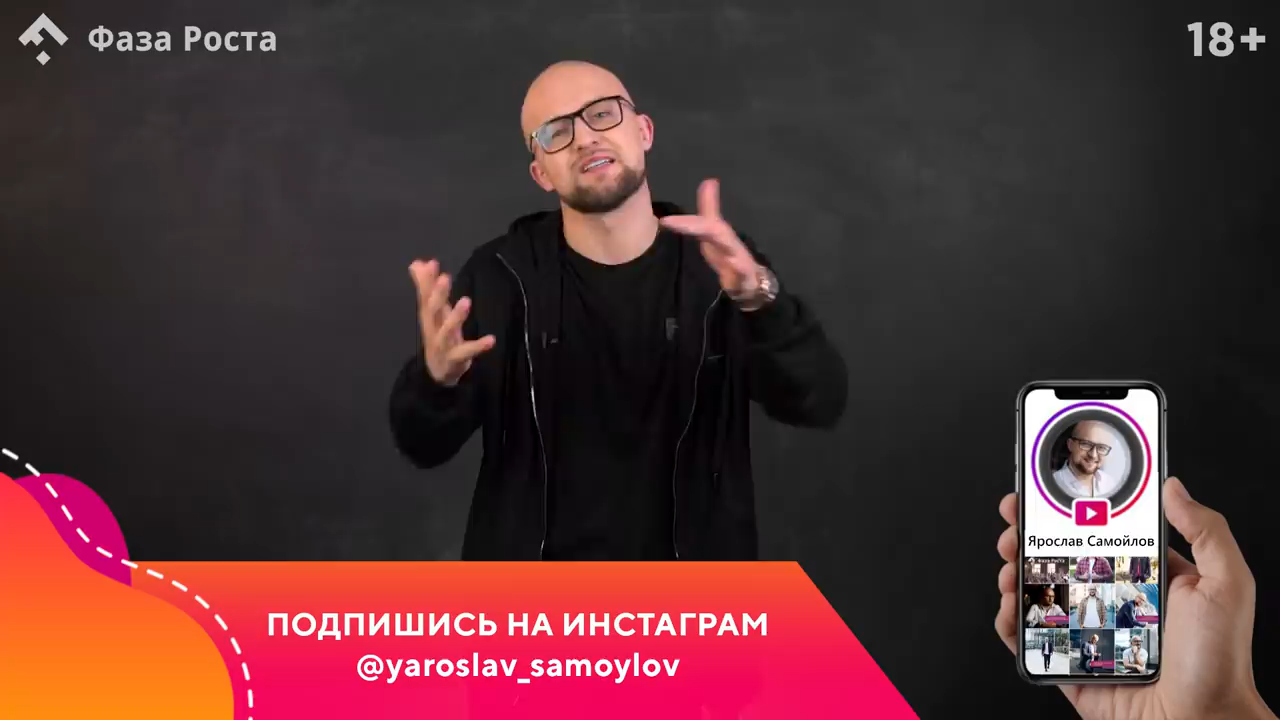 Фаза Роста
18+
Ярослав Самойлов
ПОДПИШИСЬ НА ИНСТАГРАМ
@yaroslav_samoylov